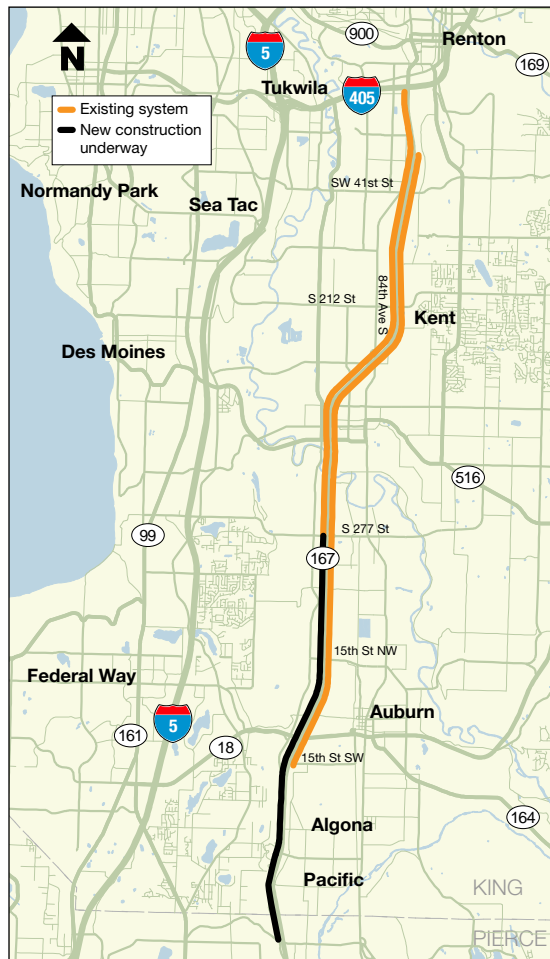 900
Renton
5
N
169
Tukwila
405
Existing system
New construction
underway
SW 41st St
Normandy Park
Sea Tac
84th Ave S
S 212 St
Kent
Des Moines
516
99
S 277 St
167
15th St NW
Federal Way
Auburn
5
161
18
15th St SW
164
Algona
Pacific
KING
PIERCE